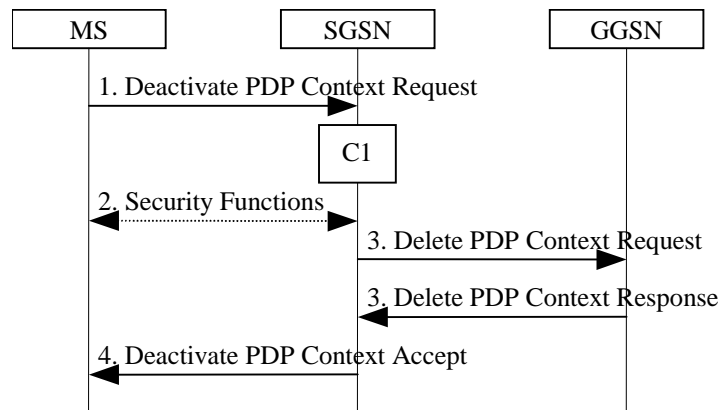 MS SGSN GGSN
1. Deactivate PDP Context Request
C1
2. Security Functions
3. Delete PDP Context Request
3. Delete PDP Context Response
4. Deactivate PDP Context Accept